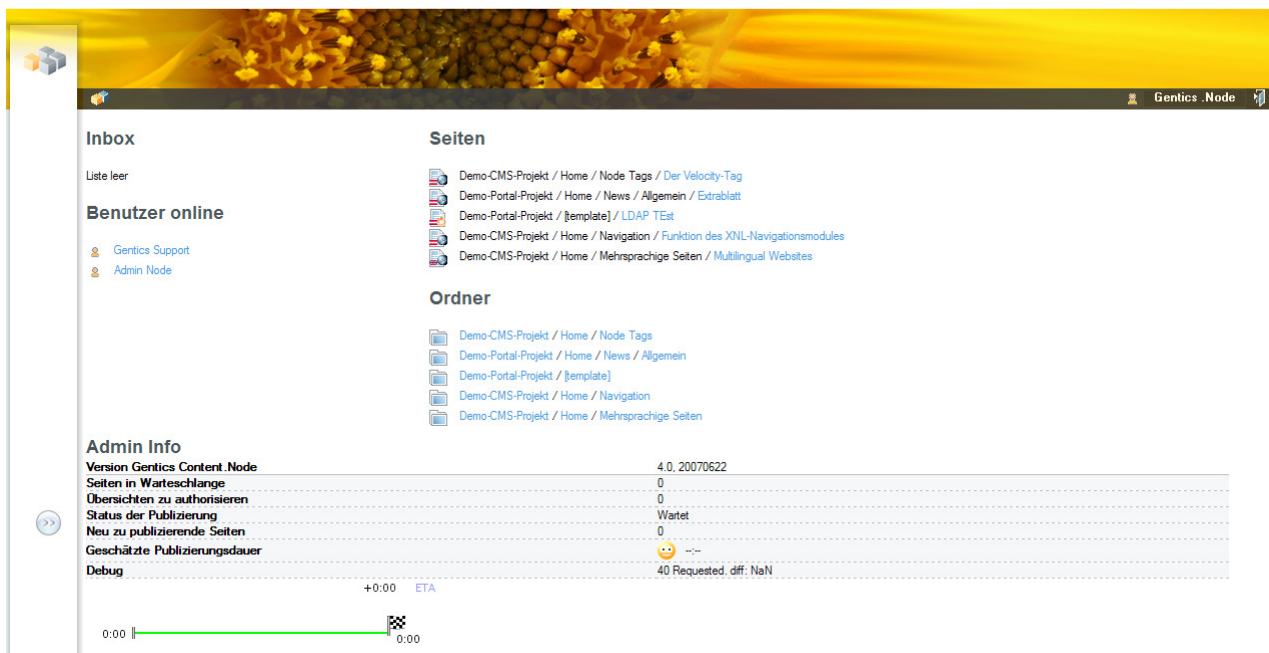 Gentics .Node
Inbox
Liste leer
Benutzer online
Gentics Support
Admin Node
Seiten
Demo-CMS-Projekt / Home / Node Tags / Der Velocity-Tag
Demo-Portal-Projekt / Home / News / Allgemein / Extrablatt
Demo-Portal-Projekt / [template] / LDAP TEst
Demo-CMS-Projekt / Home / Navigation / Funktion des XNL-Navigationsmodules
Demo-CMS-Projekt / Home / Mehrsprachige Seiten / Multilingual Websites
Ordner
Demo-CMS-Projekt / Home / Node Tags
Demo-Portal-Projekt / Home / News / Allgemein
Demo-Portal-Projekt / [template]
Demo-CMS-Projekt / Home / Navigation
Demo-CMS-Projekt / Home / Mehrsprachige Seiten
Admin Info
Version Gentics Content.Node 4.0, 20070622
Seiten in Warteschlange 0
Übersichten zu authorisieren 0
Status der Publizierung Wartet
Neu zu publizierende Seiten 0
Geschätzte Publizierungsdauer --:--
Debug 40 Requested. diff: NaN
+0:00 ETA
0:00
0:00